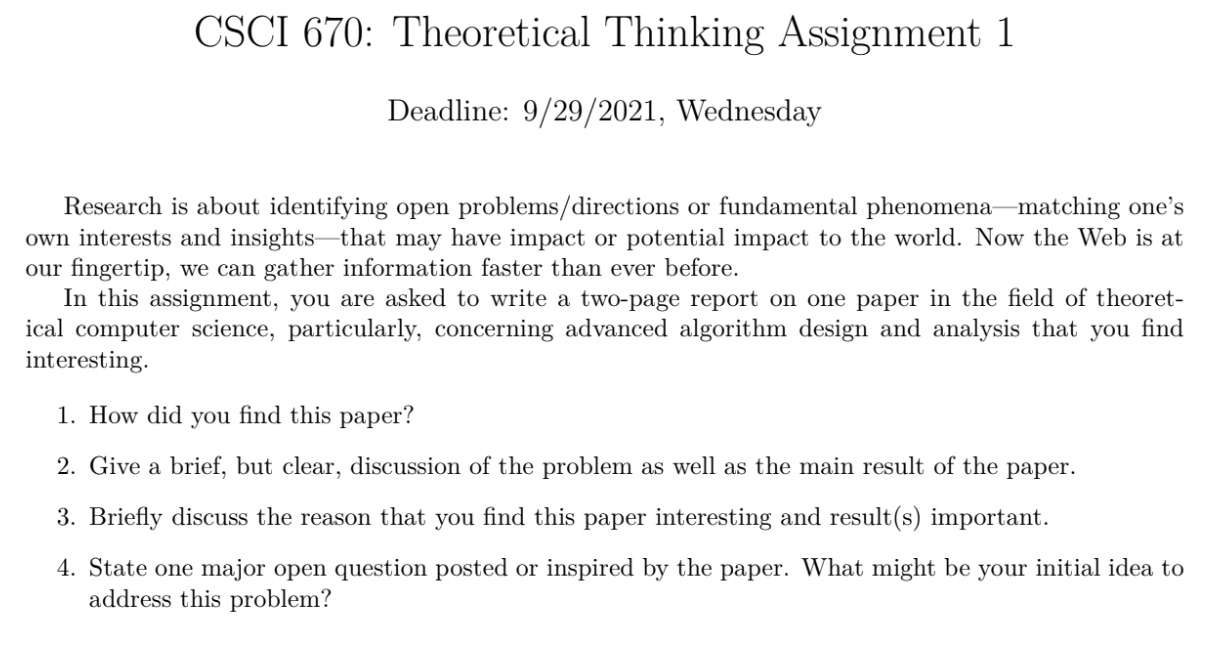 CSCI 670: Theoretical Thinking Assignment 1
Deadline: 9/29/2021, Wednesday
Research is about identifying open problems/directions or fundamental phenomena—matching one's
own interests and insights—that may have impact or potential impact to the world. Now the Web is at
our fingertip, we can gather information faster than ever before.
In this assignment, you are asked to write a two-page report on one paper in the field of theoret-
ical computer science, particularly, concerning advanced algorithm design and analysis that you find
interesting.
1. How did you find this paper?
2. Give a brief, but clear, discussion of the problem as well as the main result of the paper.
3. Briefly discuss the reason that you find this paper interesting and result(s) important.
4. State one major open question posted or inspired by the paper. What might be your initial idea to
address this problem?